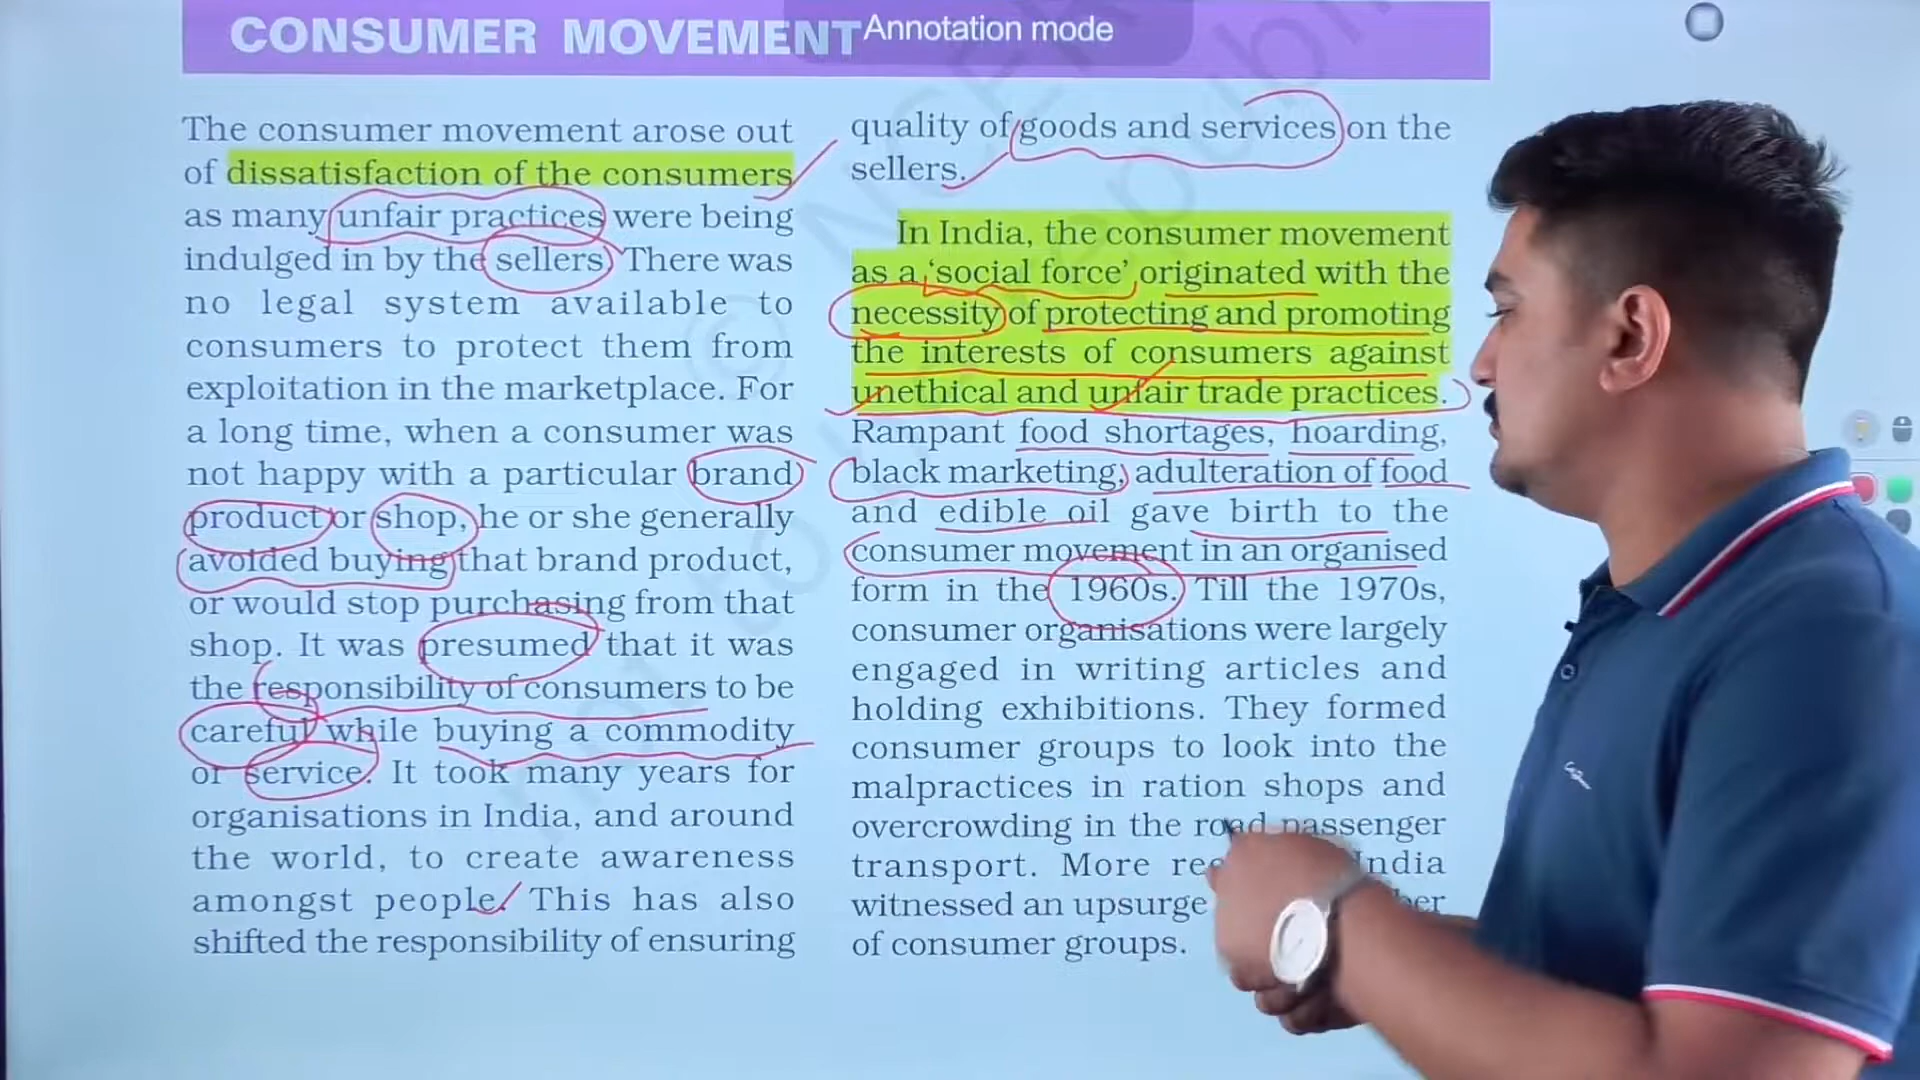 CONSUMER MOVEMENT
Annotation mode
The consumer movement arose out
of dissatisfaction of the consumers
as many unfair practices were being
indulged in by the sellers. There was
no legal system available to
consumers to protect them from
exploitation in the marketplace. For
a long time, when a consumer was
not happy with a particular brand
product or shop, he or she generally
avoided buying that brand product,
or would stop purchasing from that
shop. It was presumed that it was
the responsibility of consumers to be
careful while buying a commodity
or service. It took many years for
organisations in India, and around
the world, to create awareness
amongst people. This has also
shifted the responsibility of ensuring
quality of goods and services on the
sellers.
In India, the consumer movement
as a ‘social force’ originated with the
necessity of protecting and promoting
the interests of consumers against
unethical and unfair trade practices.
Rampant food shortages, hoarding,
black marketing, adulteration of food
and edible oil gave birth to the
consumer movement in an organised
form in the 1960s. Till the 1970s,
consumer organisations were largely
engaged in writing articles and
holding exhibitions. They formed
consumer groups to look into the
malpractices in ration shops and
overcrowding in the road passenger
transport. More India
witnessed an upsurge
of consumer groups.